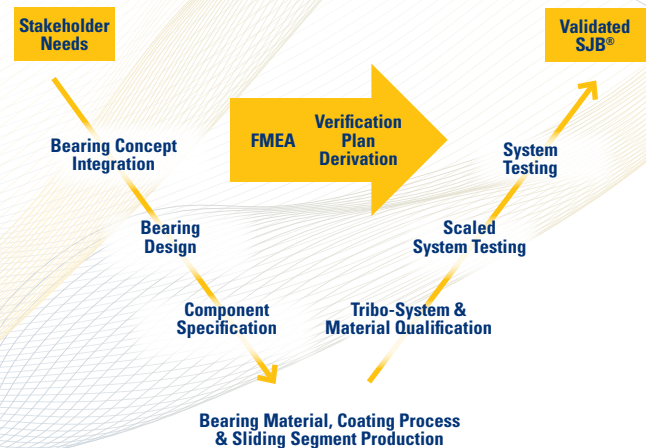 Stakeholder
Needs
Validated
SJB®
FMEA
Verification
Plan
Derivation
Bearing Concept
Integration
System
Testing
Bearing
Design
Scaled
System Testing
Component
Specification
Tribo-System &
Material Qualification
Bearing Material, Coating Process
& Sliding Segment Production